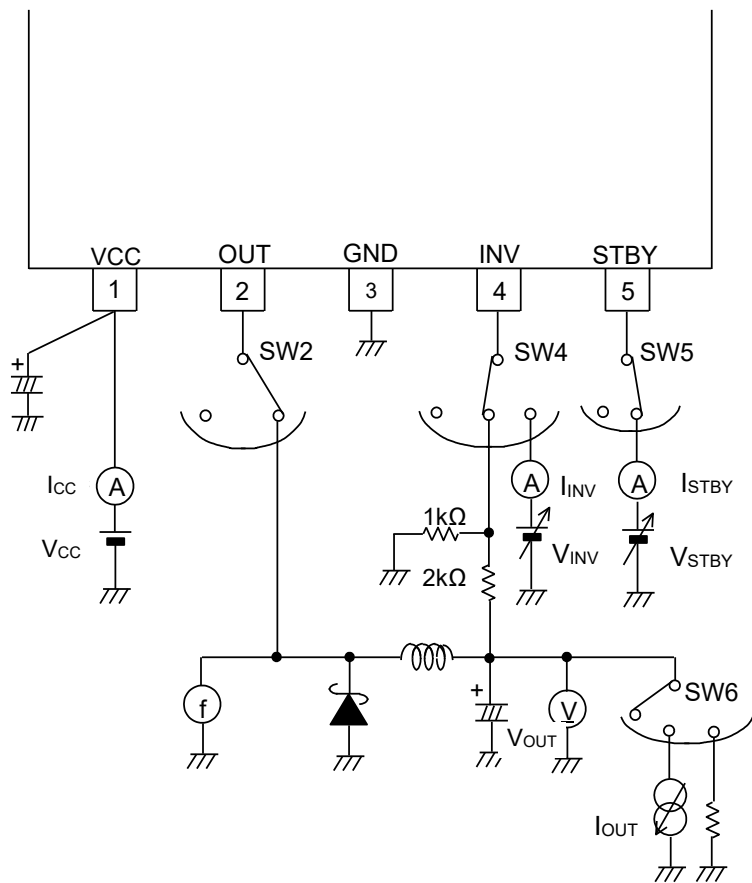 VCC OUT GND INV STBY
1 2 3 4 5
SW2 SW4 SW5
+
ICC A
A IINV
A ISTBY
VCC
1kΩ
VINV
VSTBY
2kΩ
f
+
VOUT
V
SW6
IOUT